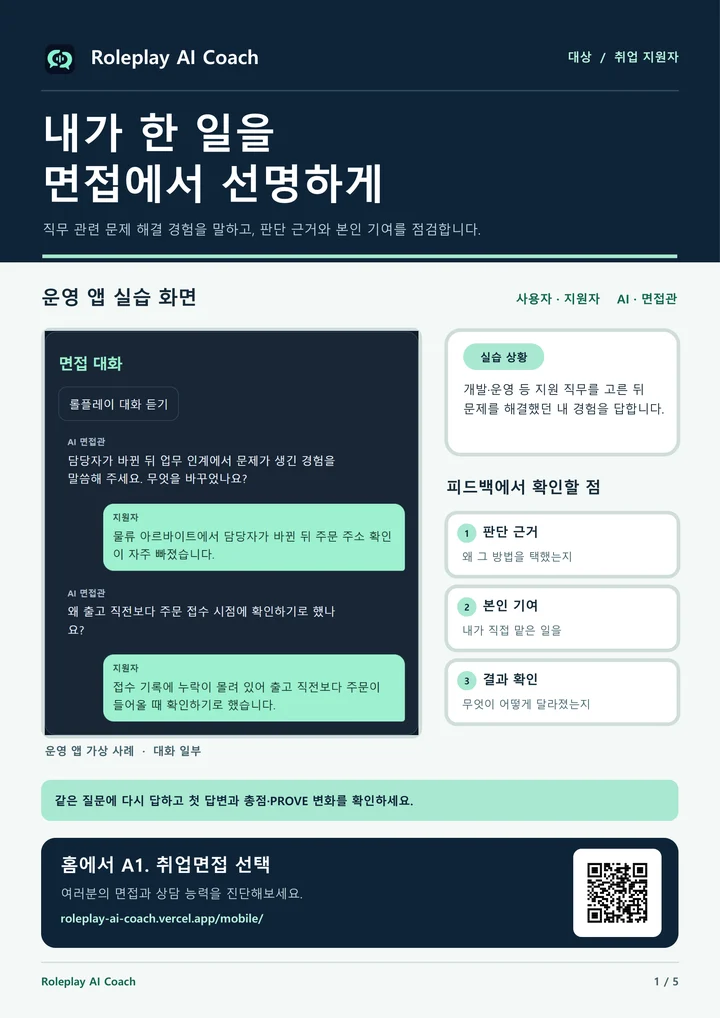 Roleplay AI Coach
대상 / 취업 지원자
내가 한 일을
면접에서 선명하게
직무 관련 문제 해결 경험을 말하고, 판단 근거와 본인 기여를 점검합니다.
운영 앱 실습 화면
사용자 · 지원자 AI · 면접관
면접 대화
롤플레이 대화 듣기
AI 면접관
담당자가 바뀐 뒤 업무 인계에서 문제가 생긴 경험을
말씀해 주세요. 무엇을 바꾸었나요?
지원자
물류 아르바이트에서 담당자가 바뀐 뒤 주문 주소 확인
이 자주 빠졌습니다.
AI 면접관
왜 출고 직전보다 주문 접수 시점에 확인하기로 했나
요?
지원자
접수 기록에 누락이 몰려 있어 출고 직전보다 주문이
들어올 때 확인하기로 했습니다.
운영 앱 가상 사례 · 대화 일부
실습 상황
개발·운영 등 지원 직무를 고른 뒤
문제를 해결했던 내 경험을 답합니다.
피드백에서 확인할 점
1 판단 근거
왜 그 방법을 택했는지
2 본인 기여
내가 직접 맡은 일을
3 결과 확인
무엇이 어떻게 달라졌는지
같은 질문에 다시 답하고 첫 답변과 총점·PROVE 변화를 확인하세요.
홈에서 A1. 취업면접 선택
여러분의 면접과 상담 능력을 진단해보세요.
roleplay-ai-coach.vercel.app/mobile/
Roleplay AI Coach
1 / 5